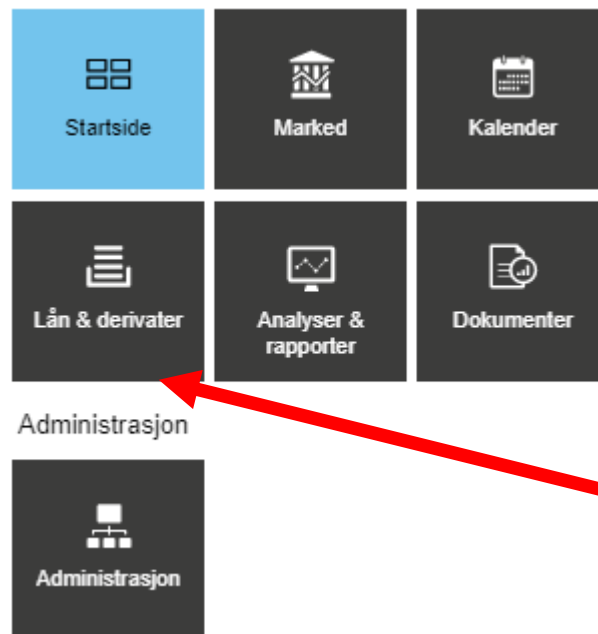 Startside
Marked
Kalender
Lån & derivater
Analyser &
rapporter
Dokumenter
Administrasjon
Administrasjon